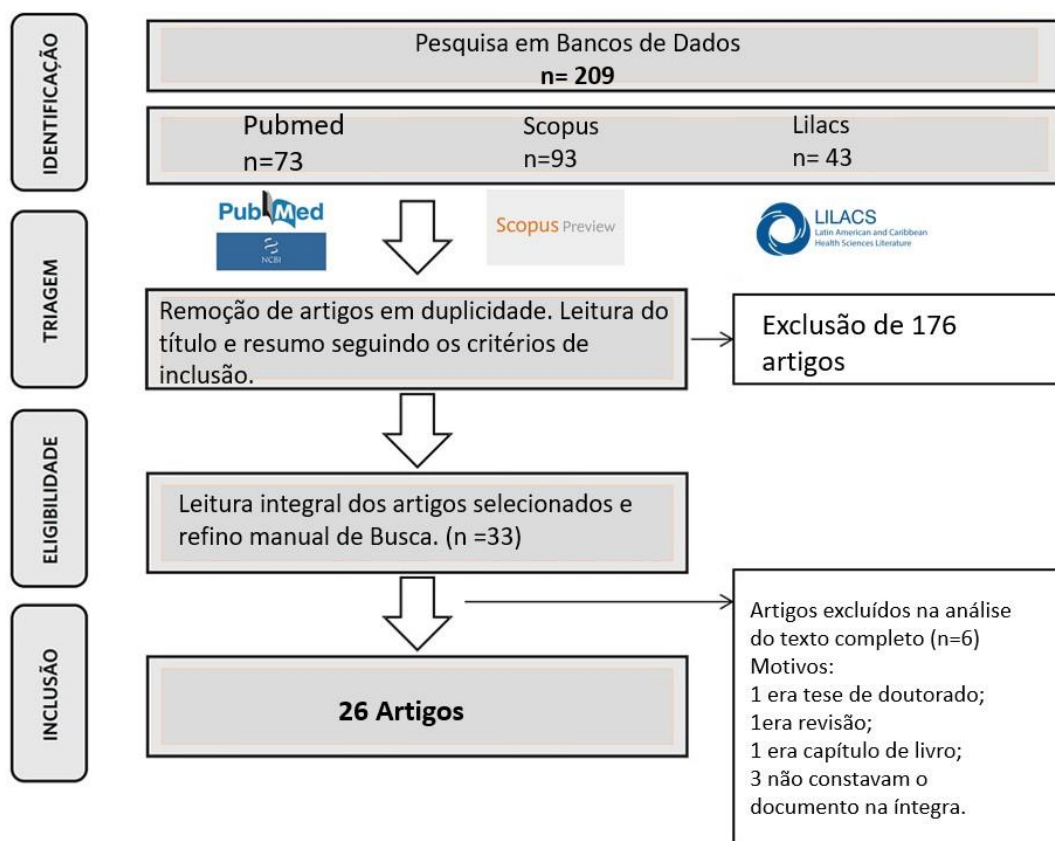 IDENTIFICAÇÃO
Pesquisa em Bancos de Dados
n= 209
Pubmed
n=73
Scopus
n=93
Lilacs
n= 43
TRIAGEM
PubMed
NCBI
Scopus Preview
LILACS
Latin American and Caribbean
Health Sciences Literature
Remoção de artigos em duplicidade. Leitura do
título e resumo seguindo os critérios de
inclusão.
Exclusão de 176
artigos
ELIGIBILIDADE
Leitura integral dos artigos selecionados e
refino manual de Busca. (n =33)
INCLUSÃO
26 Artigos
Artigos excluídos na análise
do texto completo (n=6)
Motivos:
1 era tese de doutorado;
1era revisão;
1 era capítulo de livro;
3 não constavam o
documento na íntegra.